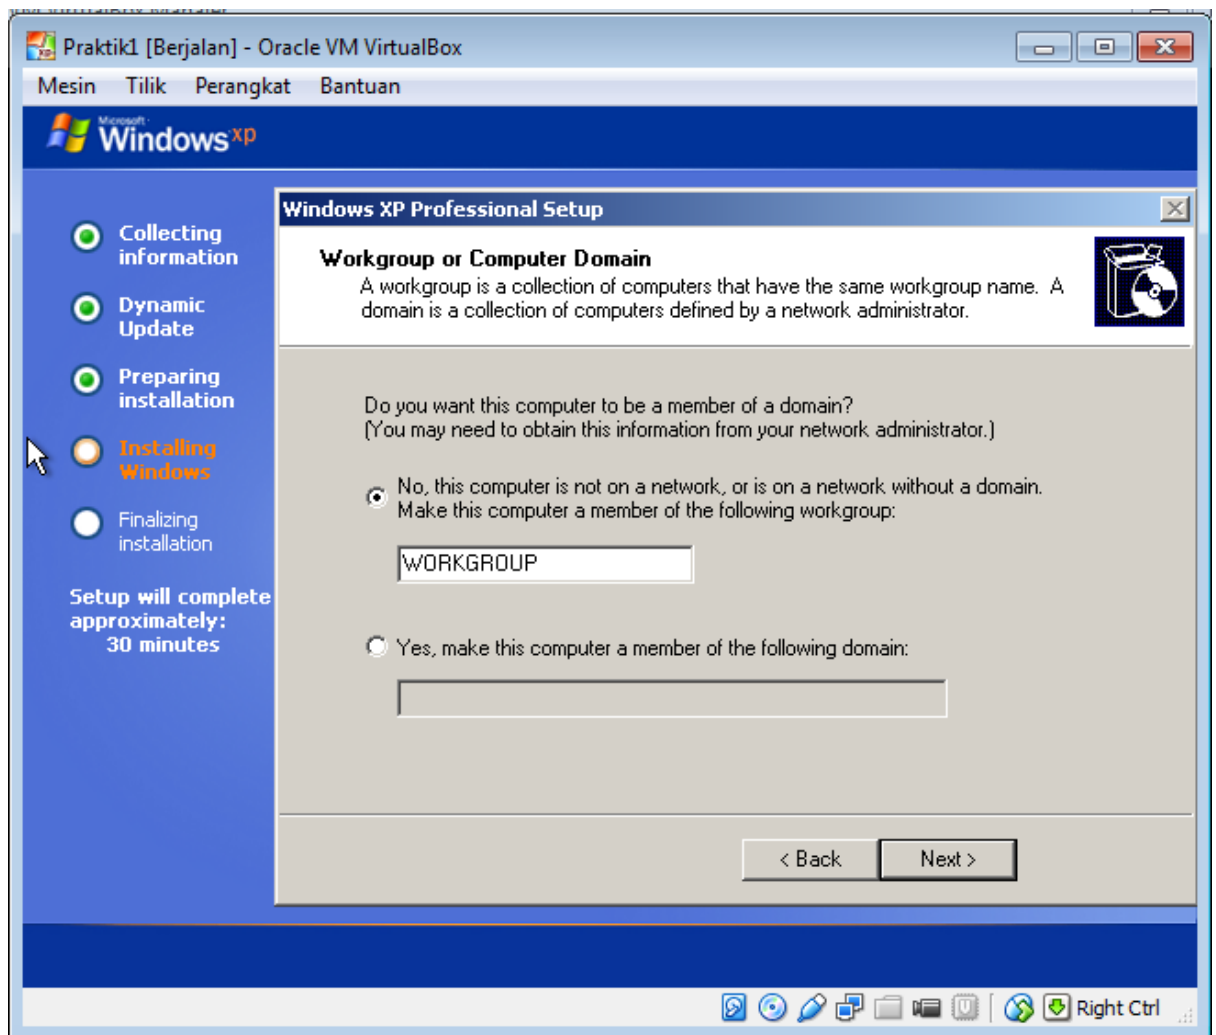 Praktik1 [Berjalan] - Oracle VM VirtualBox
Mesin Tilik Perangkat Bantuan
Microsoft
Windows xp
Collecting
information
Dynamic
Update
Preparing
installation
Installing
Windows
Finalizing
installation
Setup will complete
approximately:
30 minutes
Windows XP Professional Setup
Workgroup or Computer Domain
A workgroup is a collection of computers that have the same workgroup name. A
domain is a collection of computers defined by a network administrator.
Do you want this computer to be a member of a domain?
(You may need to obtain this information from your network administrator.)
No, this computer is not on a network, or is on a network without a domain.
Make this computer a member of the following workgroup:
WORKGROUP
Yes, make this computer a member of the following domain:
< Back Next >
Right Ctrl